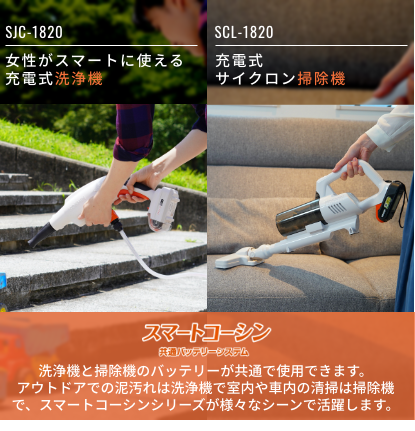 SJC-1820
女性がスマートに使える
充電式洗浄機
SCL-1820
充電式
サイクロン掃除機
スマートコーシン
共通バッテリーシステム
洗浄機と掃除機のバッテリーが共通で使用できます。
アウトドアでの泥汚れは洗浄機で室内や車内の清掃は掃除機
で、スマートコーシンシリーズが様々なシーンで活躍します。